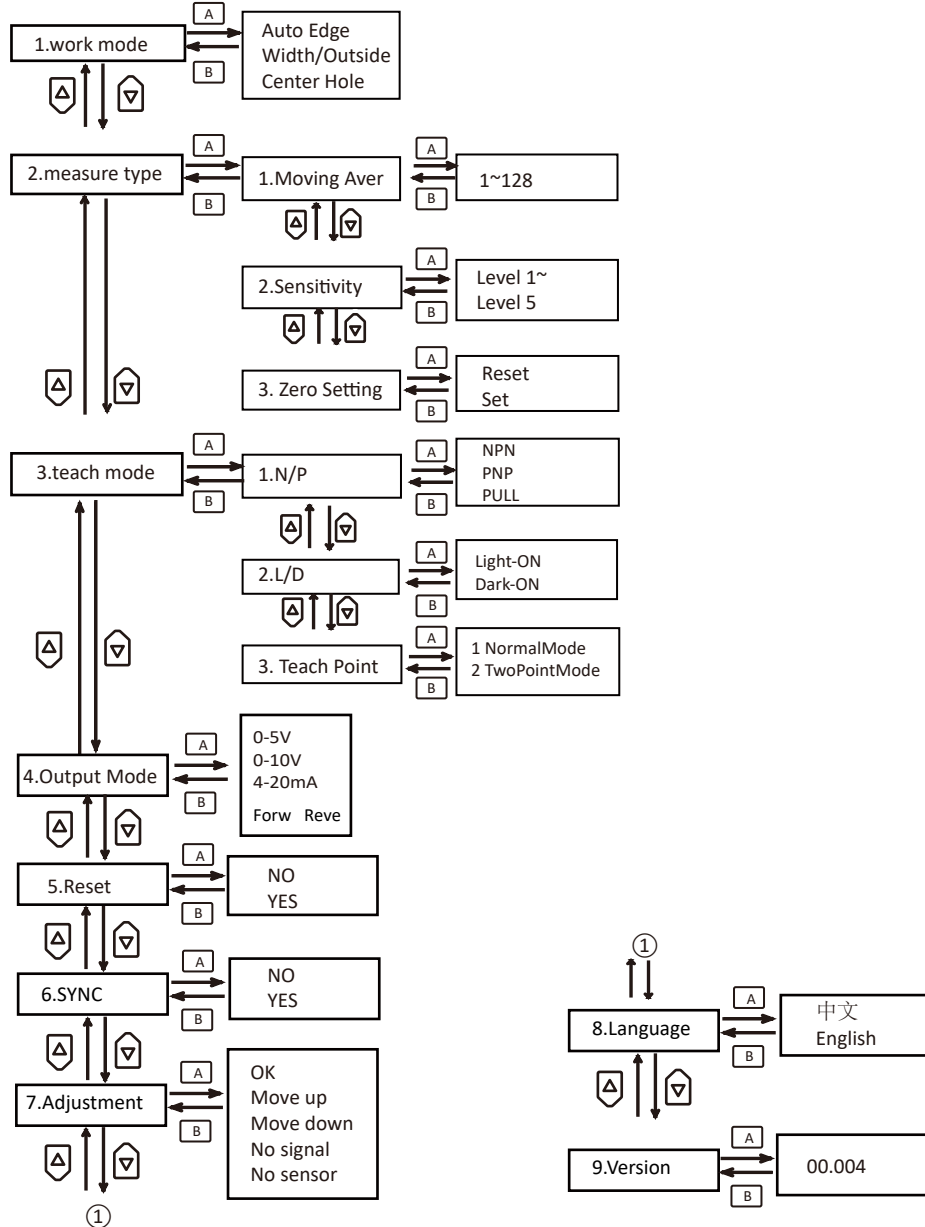 A
1.work mode
B
Auto Edge
Width/Outside
Center Hole
2.measure type
A
B
1.Moving Aver
A
B
1~128
2.Sensitivity
A
B
Level 1~
Level 5
3. Zero Setting
A
B
Reset
Set
3.teach mode
A
B
1.N/P
A
B
NPN
PNP
PULL
2.L/D
A
B
Light-ON
Dark-ON
3. Teach Point
A
B
1 NormalMode
2 TwoPointMode
4.Output Mode
A
B
0-5V
0-10V
4-20mA
Forw Reve
5.Reset
A
B
NO
YES
6.SYNC
A
B
NO
YES
7.Adjustment
A
B
OK
Move up
Move down
No signal
No sensor
①
①
8.Language
A
B
中文
English
9.Version
A
B
00.004